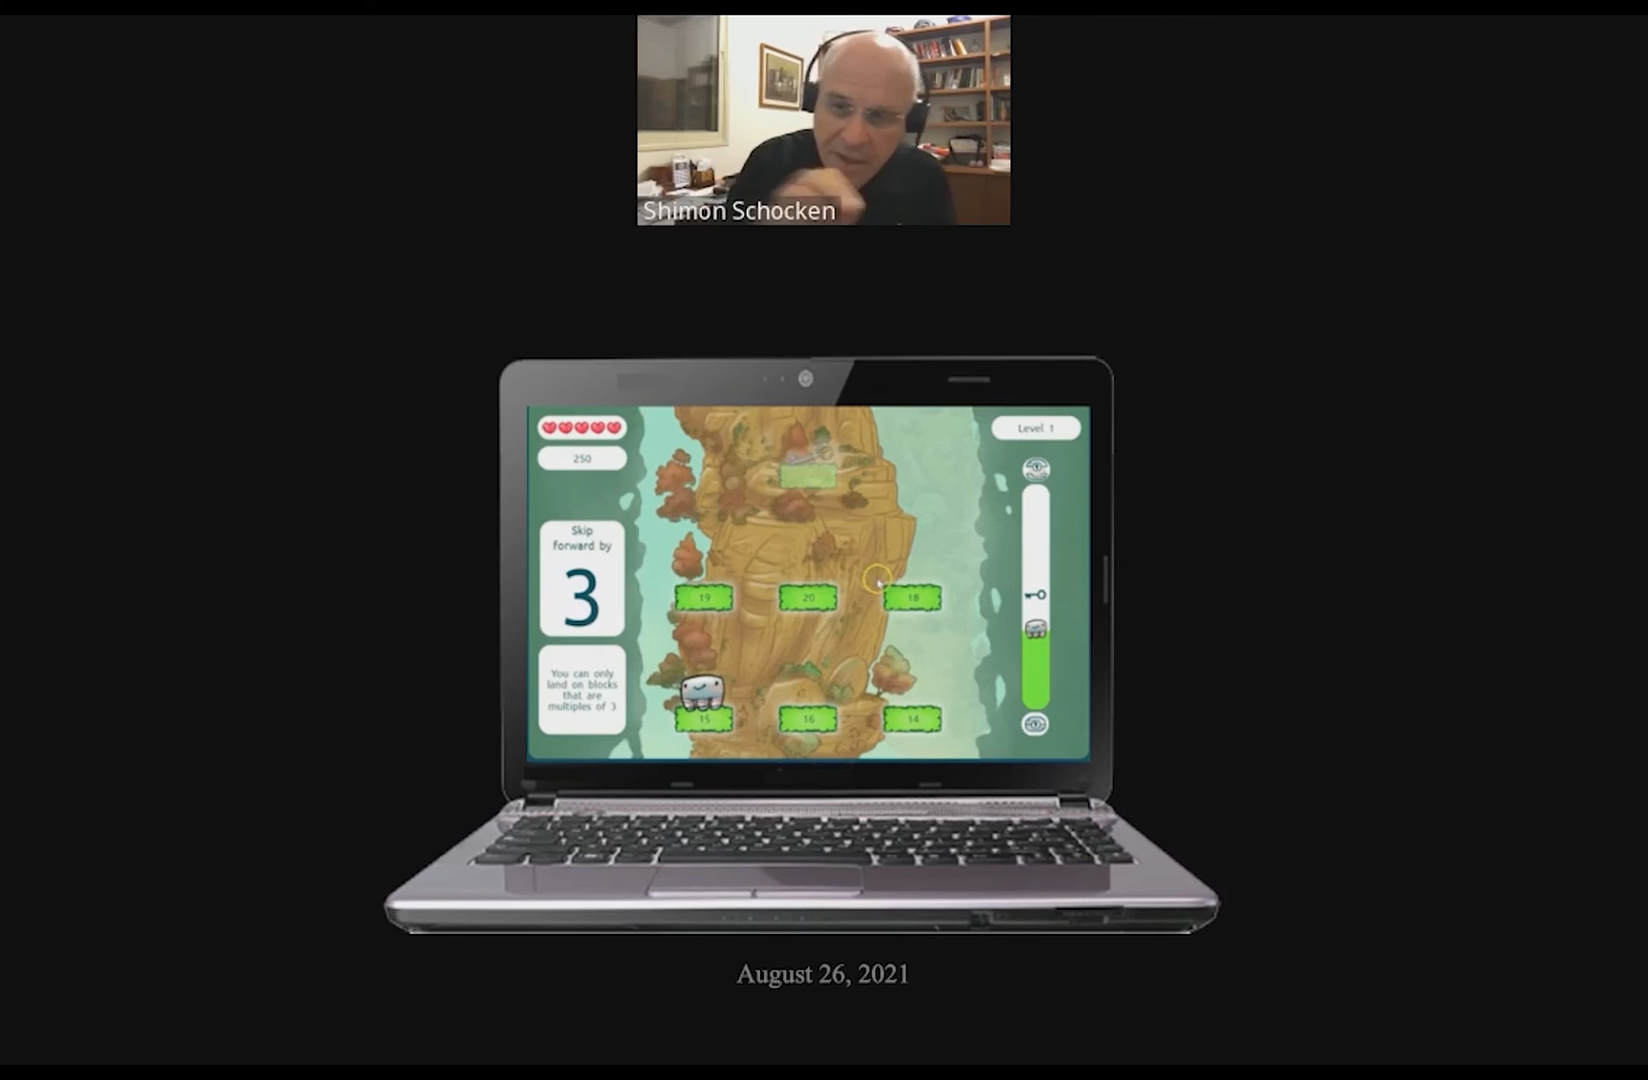 Shimon Schocken
250
Level 1
Skip
forward by
3
You can only
land on blocks
that are
multiples of 3
19
20
18
15
16
14
August 26, 2021